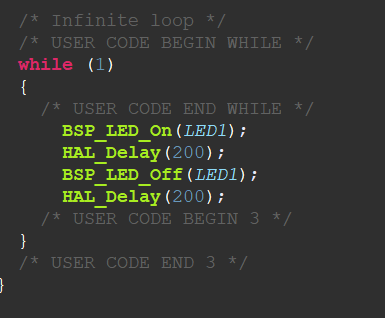 /* Infinite loop */
/* USER CODE BEGIN WHILE */
while (1)
{
/* USER CODE END WHILE */
BSP_LED_On(LED1);
HAL_Delay(200);
BSP_LED_Off(LED1);
HAL_Delay(200);
/* USER CODE BEGIN 3 */
}
/* USER CODE END 3 */
}